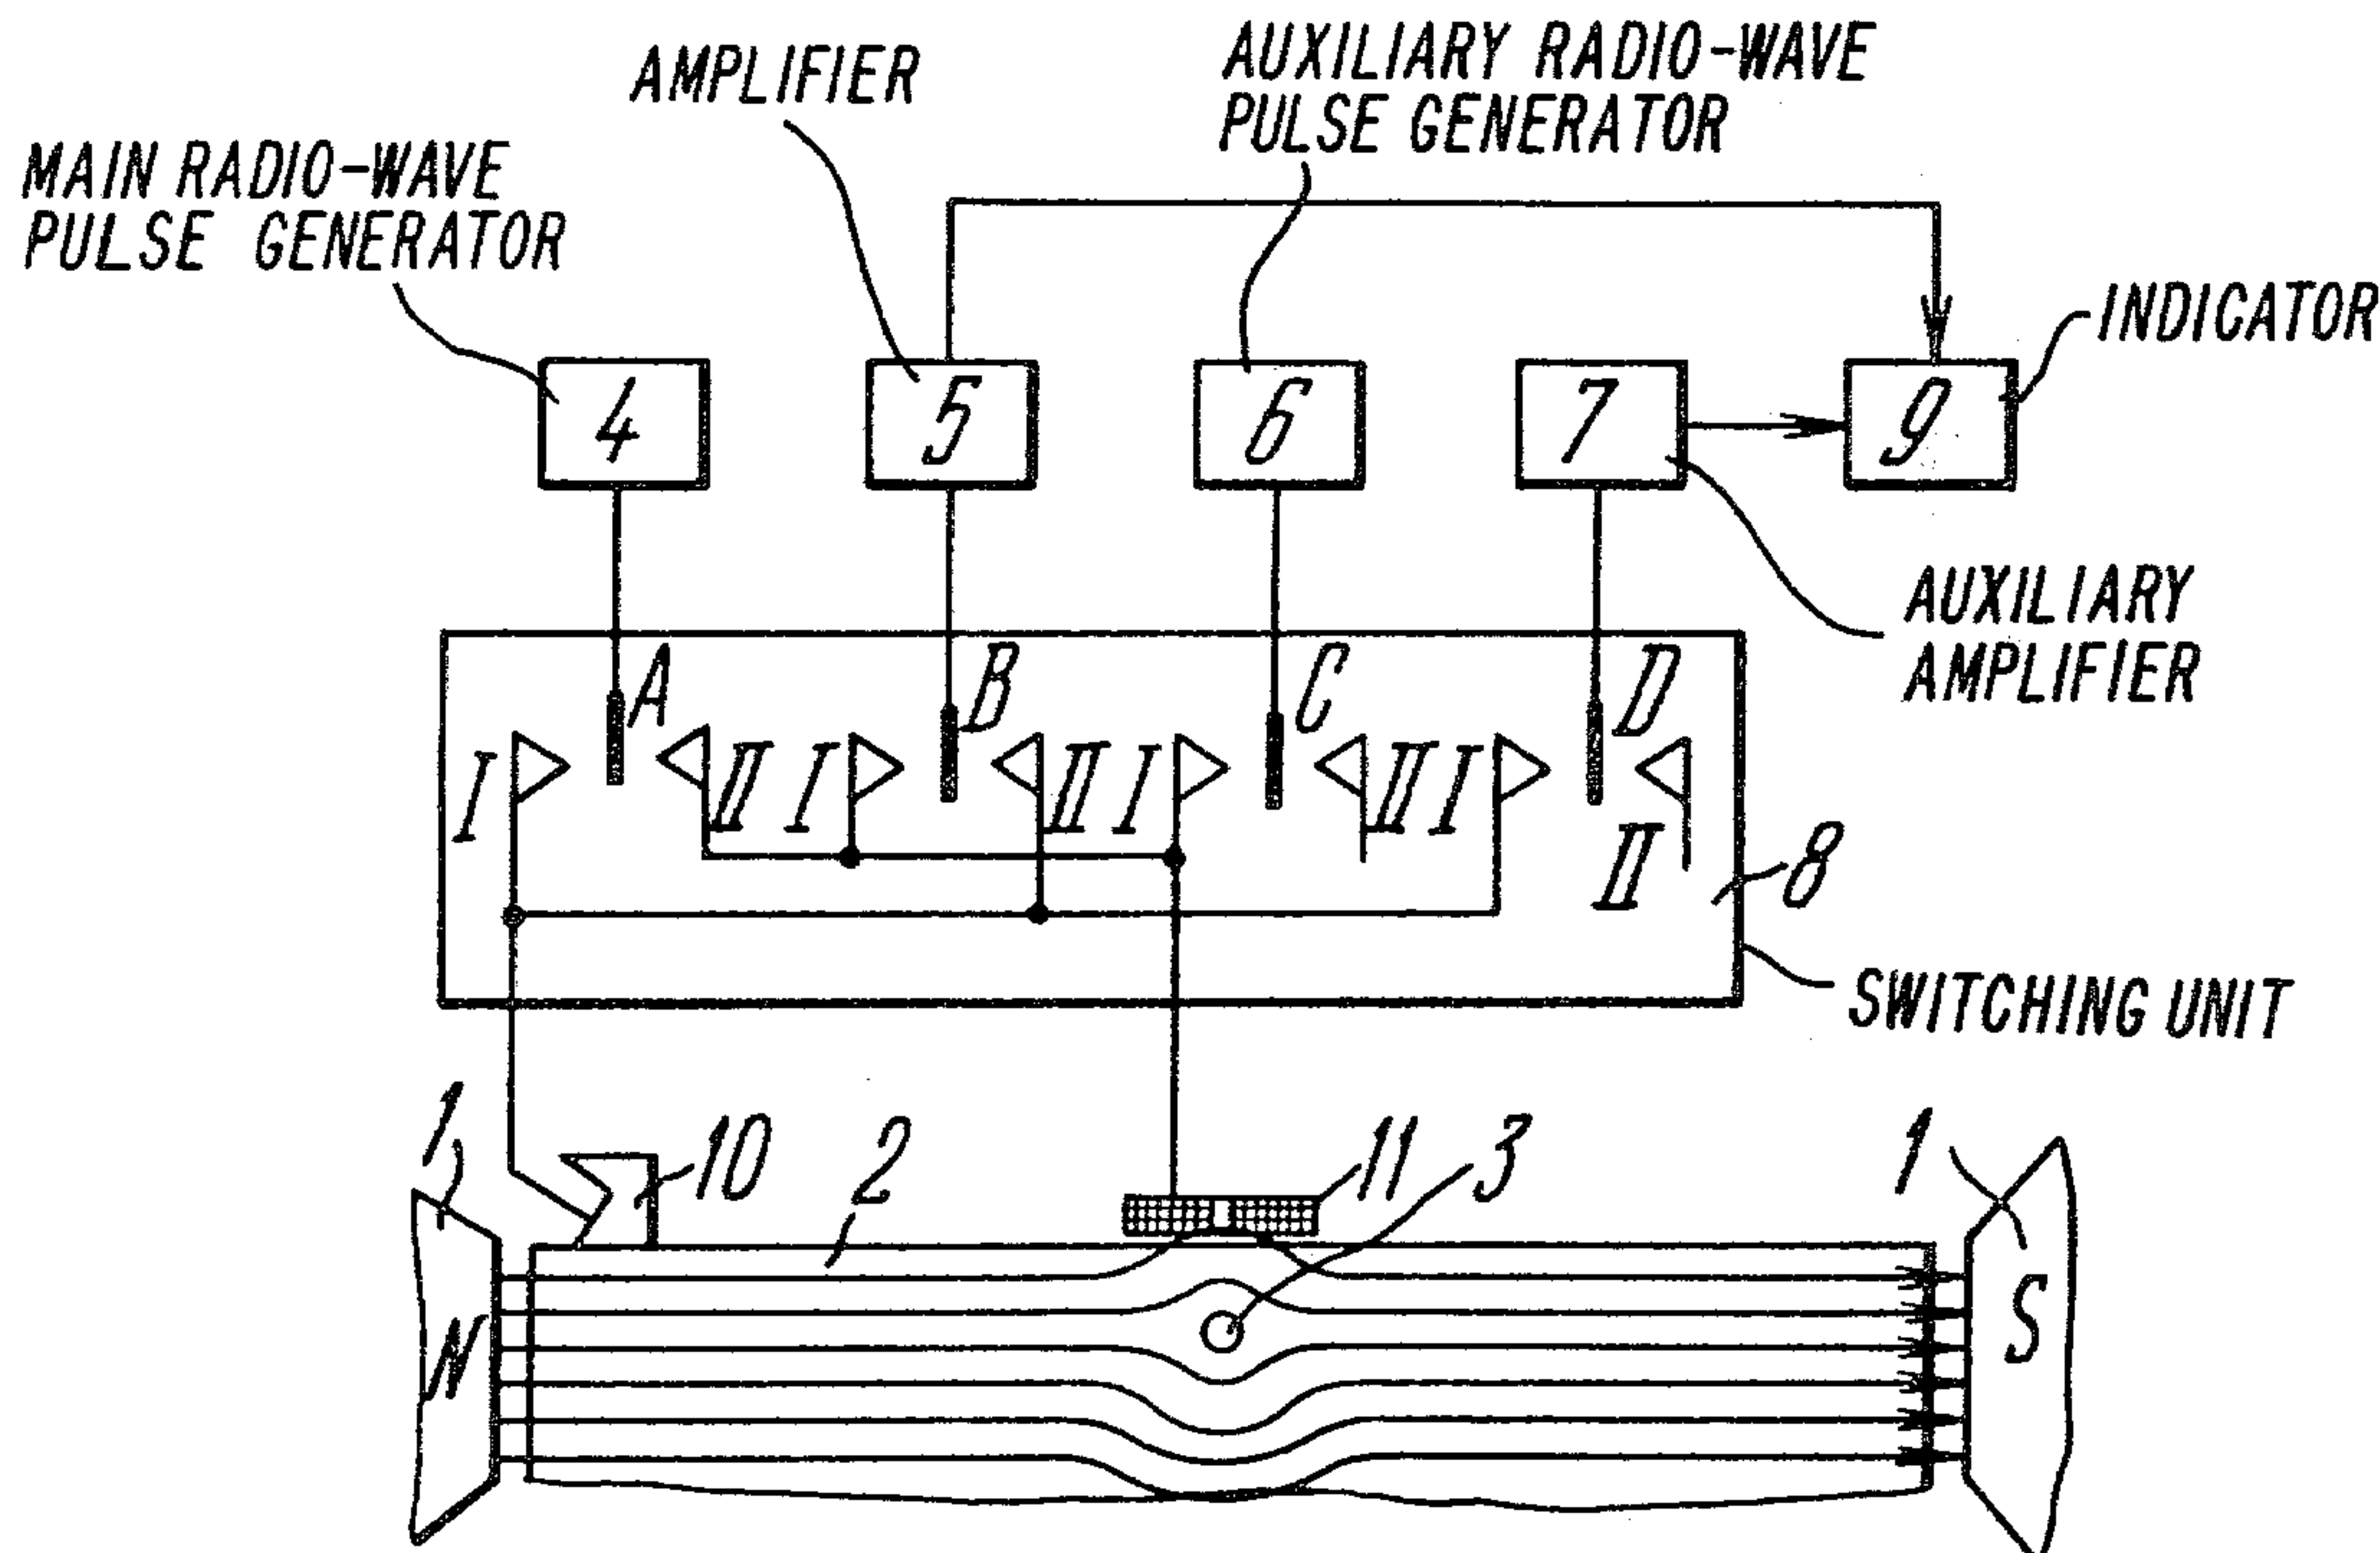 AMPLIFIER
AUXILIARY RADIO-WAVE
PULSE GENERATOR
MAIN RADIO-WAVE
PULSE GENERATOR
INDICATOR
4 5 6 7 9
AUXILIARY
AMPLIFIER
A B C D
I II I II I II I II
8
SWITCHING UNIT
1 10 2 11 3 1
N S